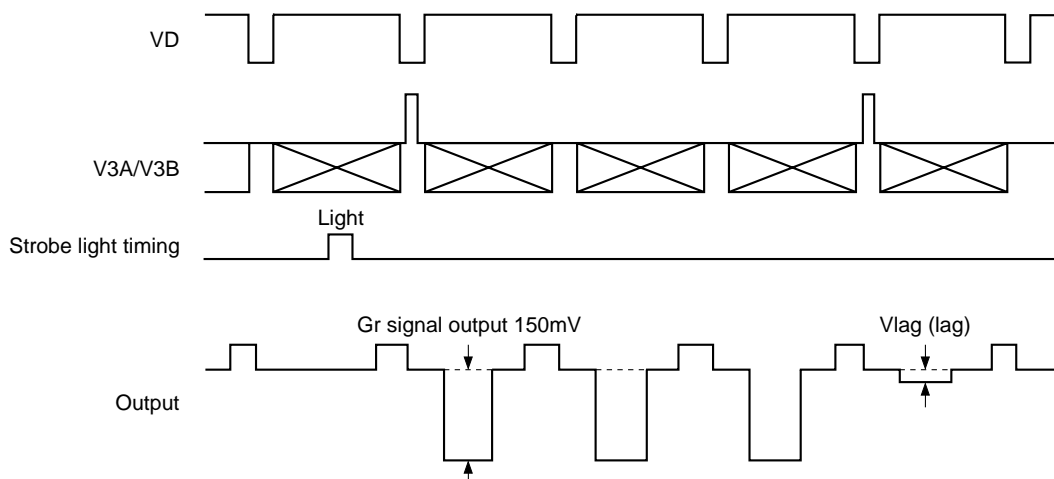 VD
V3A/V3B
Light
Strobe light timing
Gr signal output 150mV
Vlag (lag)
Output